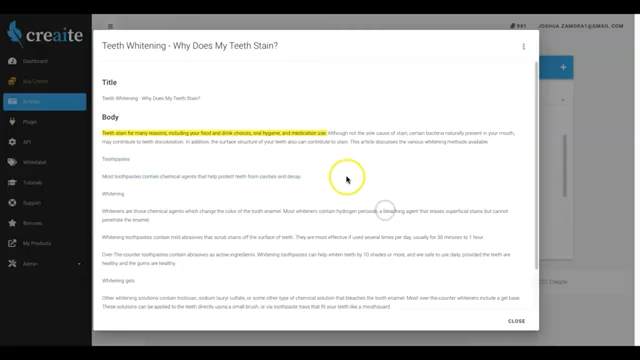 creaite
561
JOSHUA.ZAMORA1@GMAIL.COM
Dashboard
Buy Credits
AI Writer
Plugin
API
Whitelabel
Tutorials
Support
Bonuses
My Products
Admin
Teeth Whitening - Why Does My Teeth Stain?
Title
Teeth Whitening - Why Does My Teeth Stain?
Body
Teeth stain for many reasons, including your food and drink choices, oral hygiene, and medication use. Although not the sole cause of stain, certain bacteria naturally present in your mouth,
may contribute to teeth discoloration. In addition, the surface structure of your teeth also can contribute to stain. This article discusses the various whitening methods available.
Toothpastes
Most toothpastes contain chemical agents that help protect teeth from cavities and decay
Whitening
Whiteners are those chemical agents which change the color of the tooth enamel. Most whiteners contain hydrogen peroxide, a bleaching agent that erases superficial stains but cannot
penetrate the enamel.
Whitening toothpastes contain mild abrasives that scrub stains off the surface of teeth. They are most effective if used several times per day, usually for 30 minutes to 1 hour
Over-The-Counter toothpastes contain abrasives as active ingredients. Whitening toothpastes can help whiten teeth by 10 shades or more, and are safe to use daily, provided the teeth are
healthy and the gums are healthy.
Whitening gels
Other whitening solutions contain triclosan, sodium lauryl sulfate, or some other type of chemical solution that bleaches the tooth enamel. Most over-the-counter whiteners include a gel base.
These solutions can be applied to the teeth directly using a small brush, or via toothpaste trays that fit your teeth like a mouthguard.
CLOSE
Create